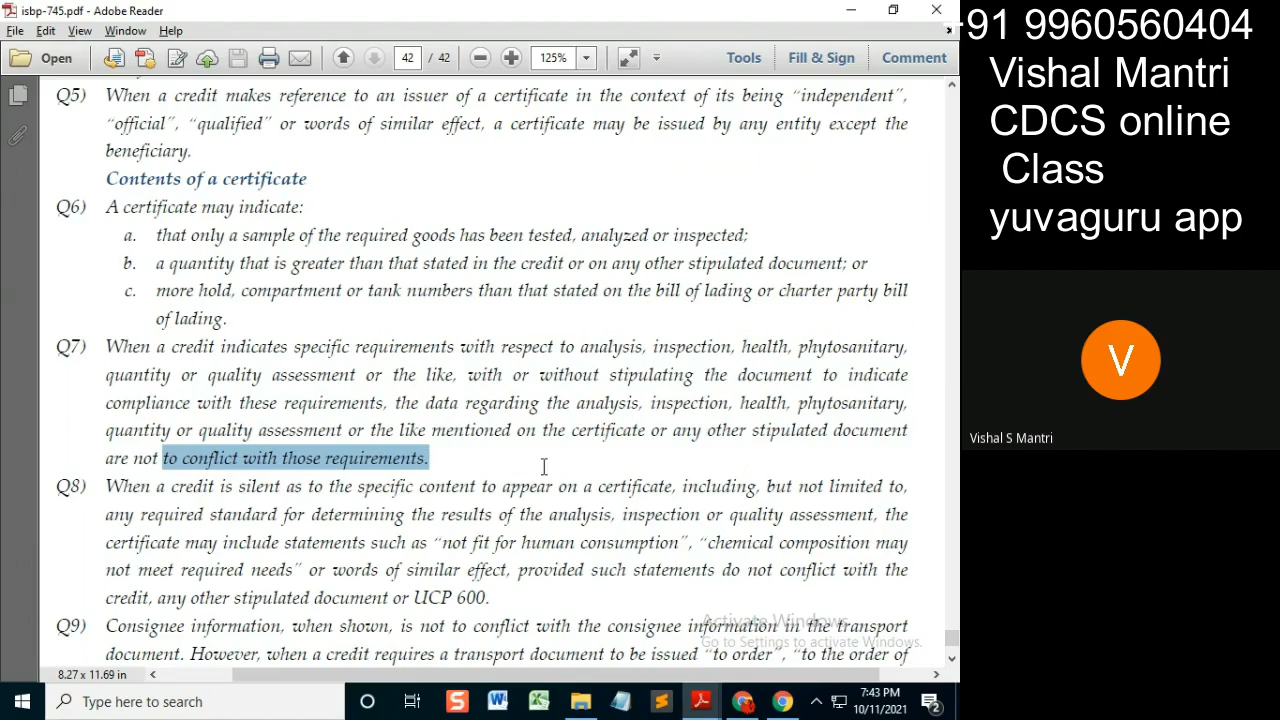 isbp-745.pdf - Adobe Reader
File Edit View Window Help
Open 42 / 42 125% Tools Fill & Sign Comment
Q5) When a credit makes reference to an issuer of a certificate in the context of its being "independent",
"official", "qualified" or words of similar effect, a certificate may be issued by any entity except the
beneficiary.
Contents of a certificate
Q6) A certificate may indicate:
a. that only a sample of the required goods has been tested, analyzed or inspected;
b. a quantity that is greater than that stated in the credit or on any other stipulated document; or
c. more hold, compartment or tank numbers than that stated on the bill of lading or charter party bill
of lading.
Q7) When a credit indicates specific requirements with respect to analysis, inspection, health, phytosanitary,
quantity or quality assessment or the like, with or without stipulating the document to indicate
compliance with these requirements, the data regarding the analysis, inspection, health, phytosanitary,
quantity or quality assessment or the like mentioned on the certificate or any other stipulated document
are not to conflict with those requirements.
Q8) When a credit is silent as to the specific content to appear on a certificate, including, but not limited to,
any required standard for determining the results of the analysis, inspection or quality assessment, the
certificate may include statements such as "not fit for human consumption", "chemical composition may
not meet required needs" or words of similar effect, provided such statements do not conflict with the
credit, any other stipulated document or UCP 600.
Q9) Consignee information, when shown, is not to conflict with the consignee information in the transport
document. However, when a credit requires a transport document to be issued "to order", "to the order of
Activate Windows
Go to Settings to activate Windows.
8.27 x 11.69 in
Type here to search
7:43 PM
10/11/2021
2
+91 9960560404
Vishal Mantri
CDCS online
Class
yuvaguru app
V
Vishal S Mantri